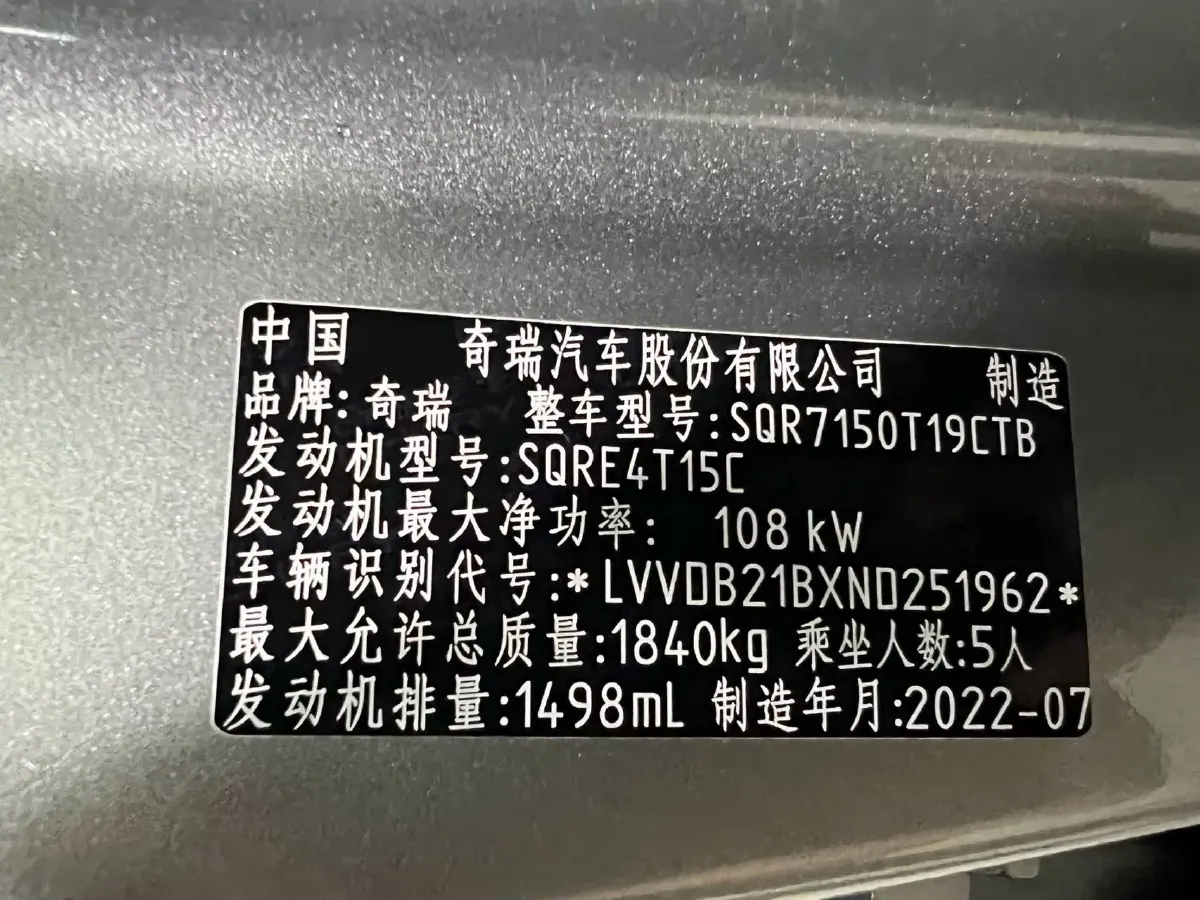 中国 奇瑞汽车股份有限公司 制造
品牌:奇瑞 整车型号:SQR7150T19CTB
发动机型号:SQRE4T15C
发动机最大净功率: 108 kW
车辆识别代号:*LVVDB21BXND251962*
最大允许总质量:1840kg 乘坐人数:5人
发动机排量:1498mL 制造年月:2022-07